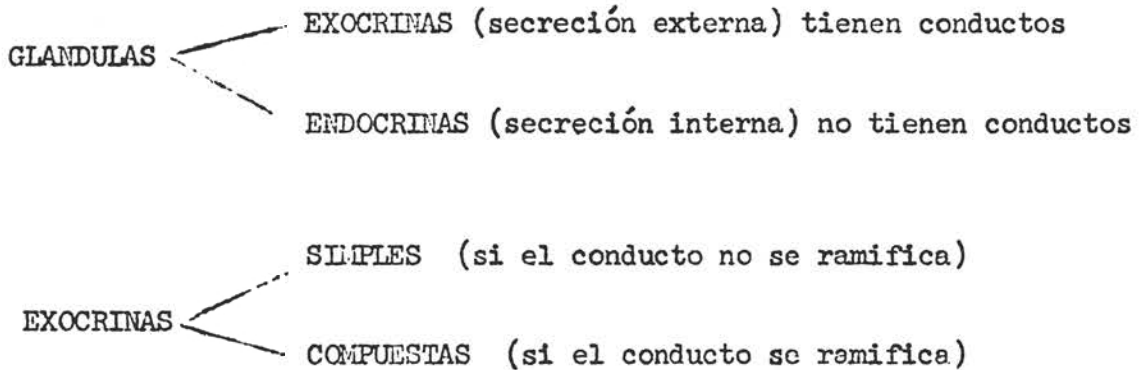 EXOCRINAS (secreción externa) tienen conductos
GLANDULAS
ENDOCRINAS (secreción interna) no tienen conductos
SIMPLES (si el conducto no se ramifica)
EXOCRINAS
COMPUESTAS (si el conducto se ramifica)